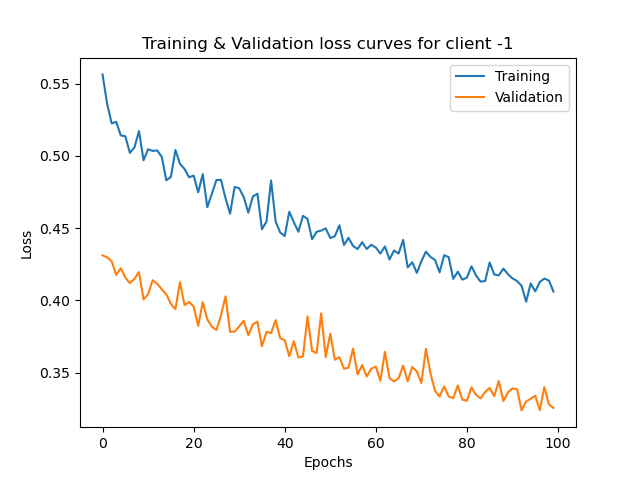 Training & Validation loss curves for client -1
Training
Validation
0.55
0.50
0.45
0.40
0.35
Loss
0
20
40
60
80
100
Epochs